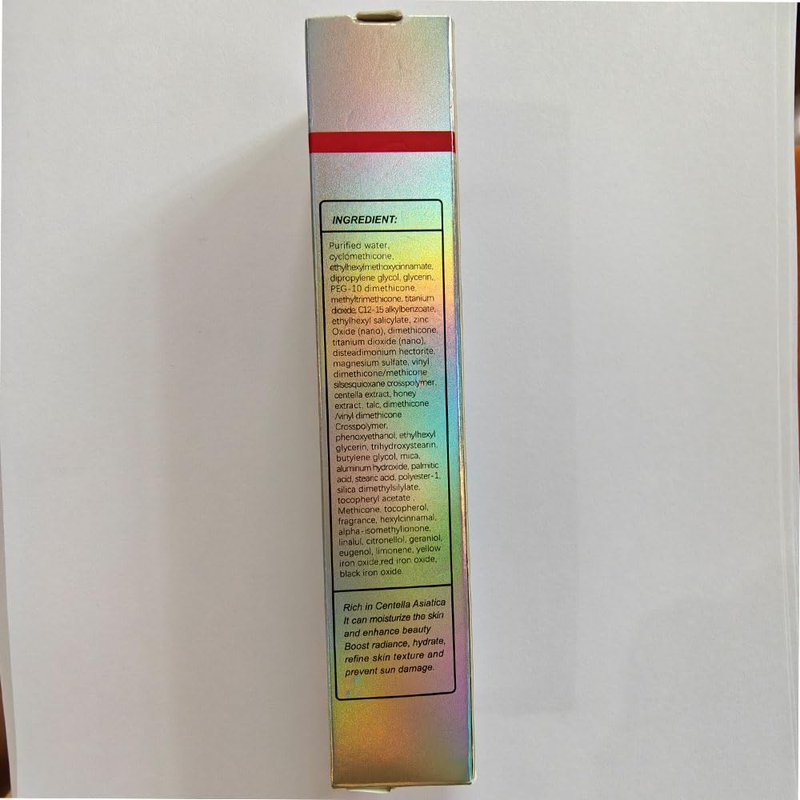 INGREDIENT:
Purified water,
cyclomethicone,
ethylhexylmethoxycinnamate,
dipropylene glycol, glycerin,
PEG-10 dimethicone,
methyltrimethicone, titanium
dioxide, C12-15 alkylbenzoate,
ethylhexyl salicylate, zinc
Oxide (nano), dimethicone,
titanium dioxide (nano),
disteadimonium hectorite,
magnesium sulfate, vinyl
dimethicone/methicone
silsesquioxane crosspolymer,
centella extract, honey
extract, talc, dimethicone
/vinyl dimethicone
Crosspolymer,
phenoxyethanol, ethylhexyl
glycerin, trihydroxystearin,
butylene glycol, mica,
aluminum hydroxide, palmitic
acid, stearic acid, polyester-1,
silica dimethylsilylate,
tocopheryl acetate ,
Methicone, tocopherol,
fragrance, hexylcinnamal,
alpha-isomethylionone,
linalul, citronellol, geraniol,
eugenol, limonene, yellow
iron oxide,red iron oxide,
black iron oxide.
Rich in Centella Asiatica
It can moisturize the skin
and enhance beauty
Boost radiance, hydrate,
refine skin texture and
prevent sun damage.